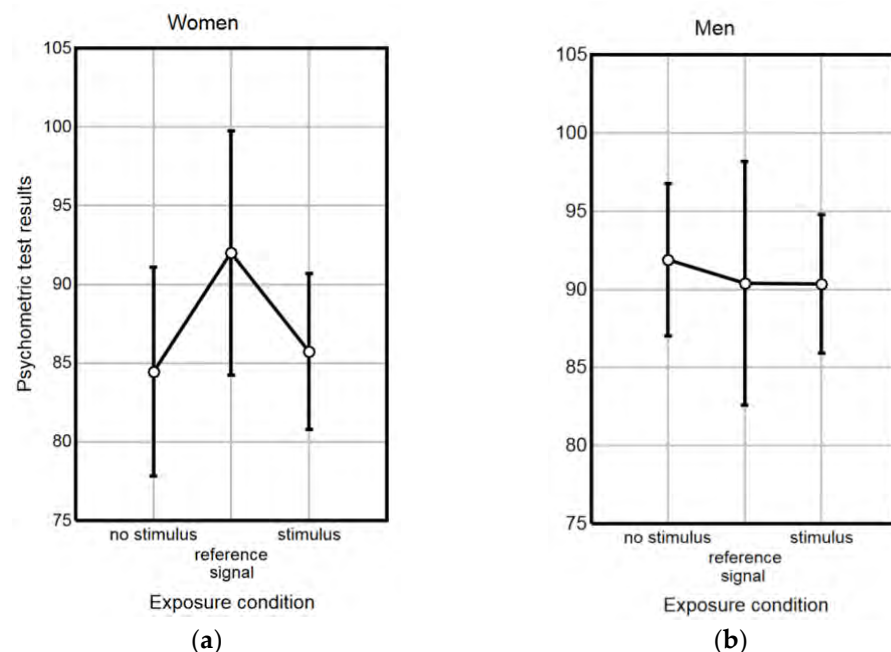 Women
105
100
95
90
85
80
75
Psychometric test results
no stimulus
reference
signal
stimulus
Exposure condition
(a)
Men
105
100
95
90
85
80
75
no stimulus
reference
signal
stimulus
Exposure condition
(b)